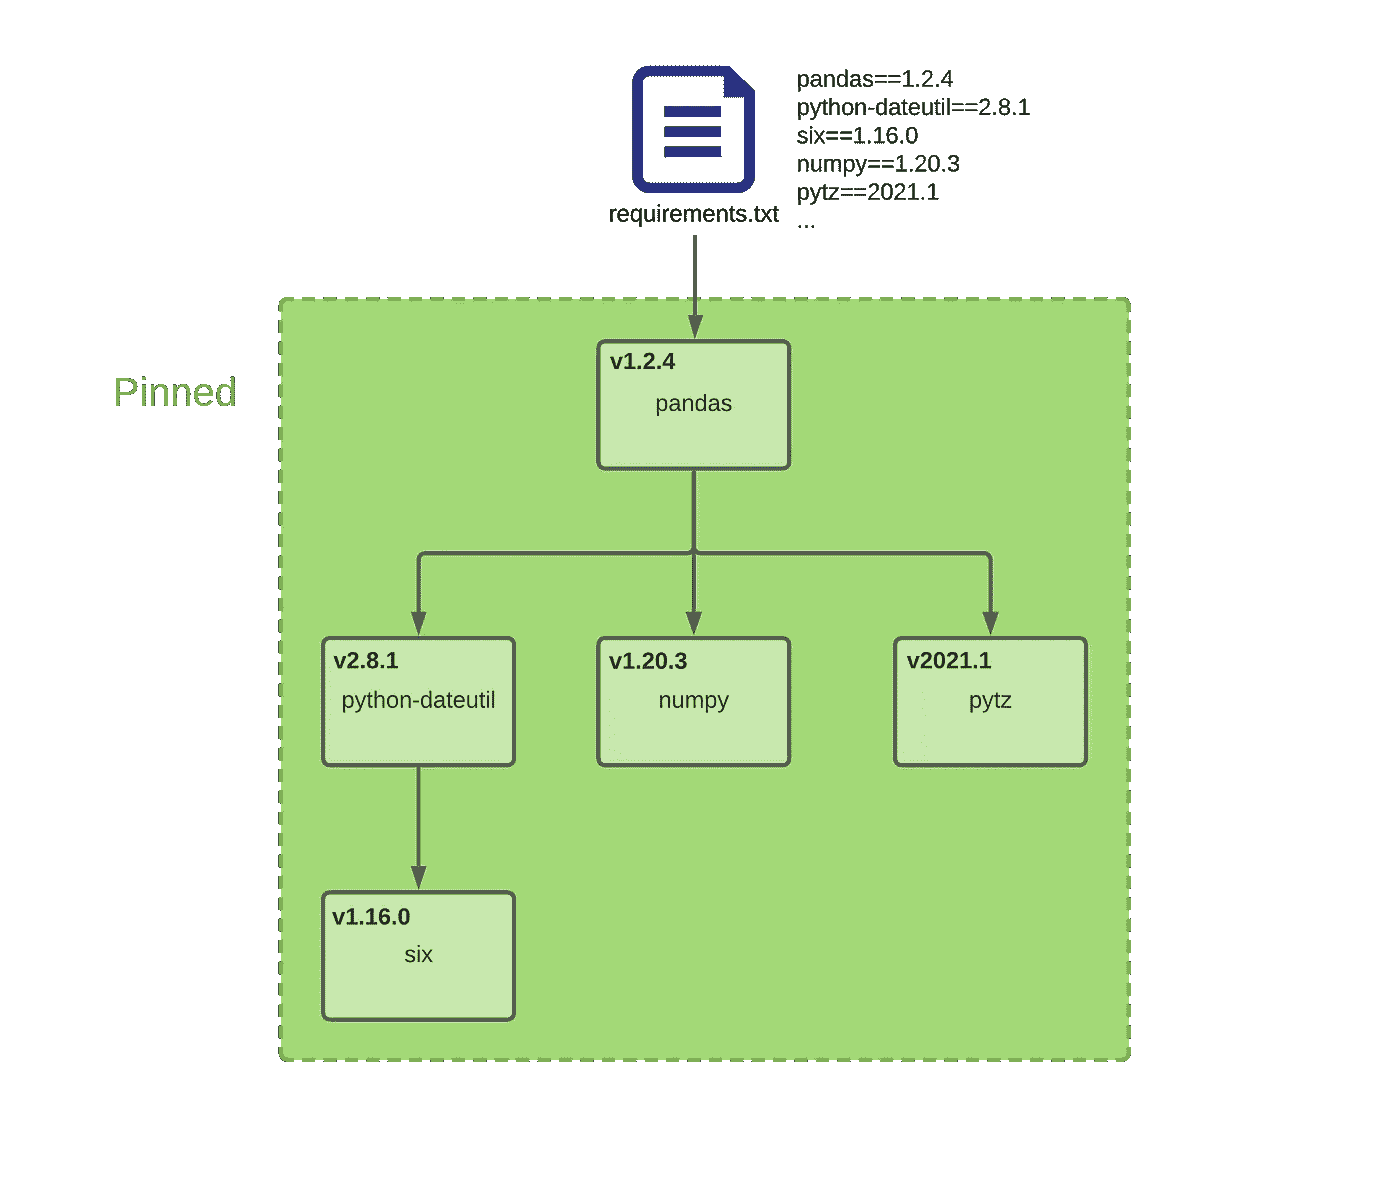 pandas==1.2.4
python-dateutil==2.8.1
six==1.16.0
numpy==1.20.3
pytz==2021.1
...
requirements.txt
Pinned
v1.2.4
pandas
v2.8.1
python-dateutil
v1.20.3
numpy
v2021.1
pytz
v1.16.0
six